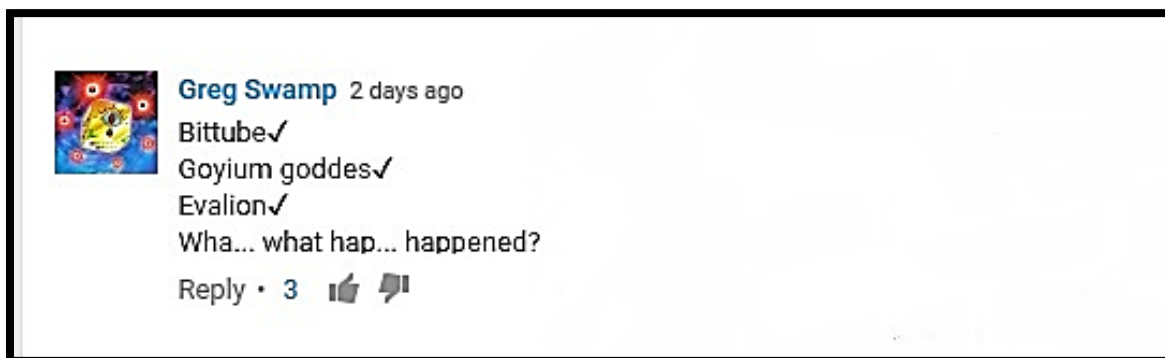 Greg Swamp 2 days ago
Bittube✓
Goyium goddes✓
Evalion✓
Wha... what hap... happened?
Reply • 3